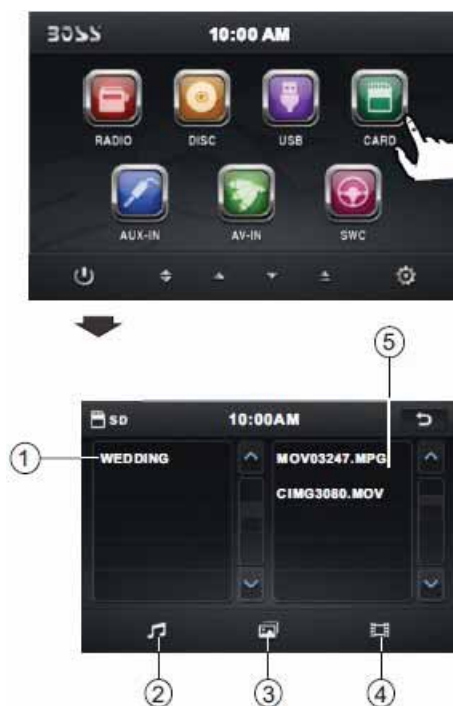 BOSS 10:00 AM
RADIO DISC USB CARD
AUX-IN AV-IN SWC
5
SD 10:00AM
1 WEDDING MOV03247.MPG
CIMG3080.MOV
2 3 4